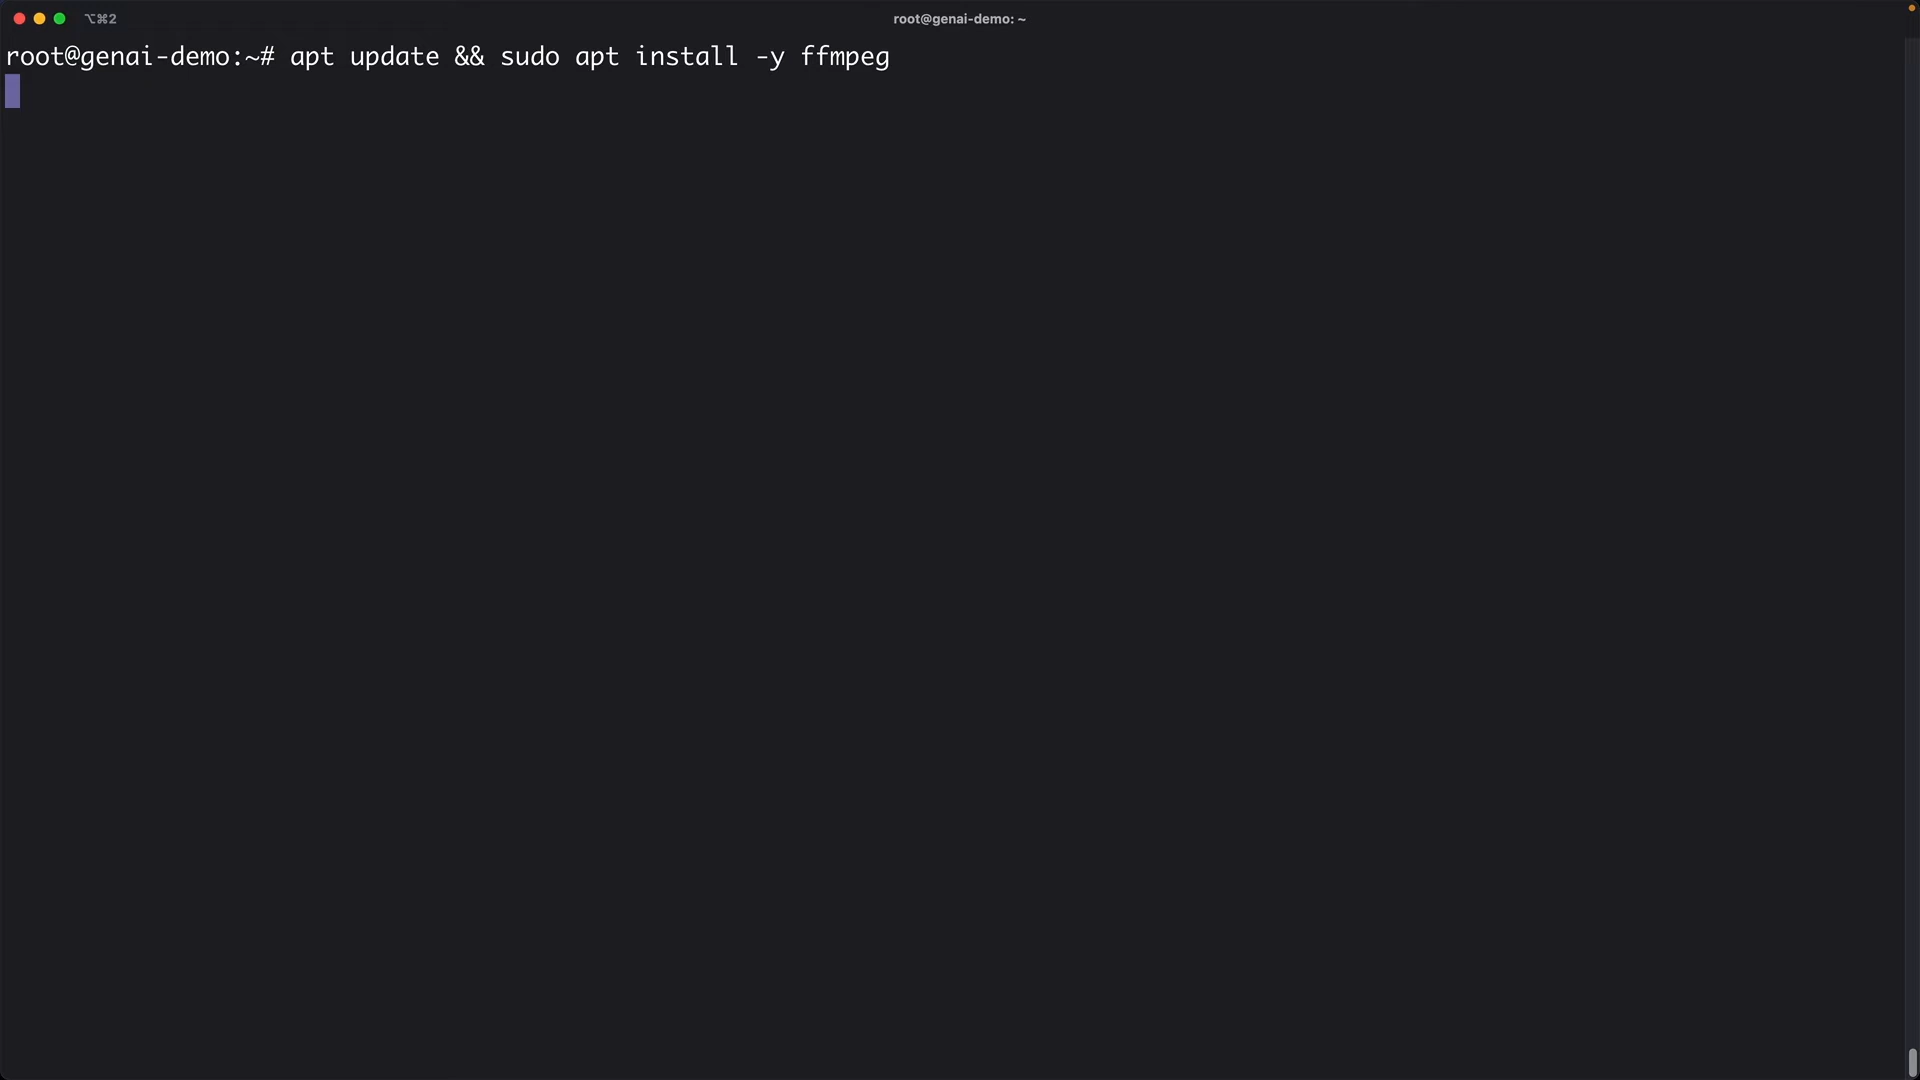 ⌥⌘2
root@genai-demo: ~
root@genai-demo:~# apt update && sudo apt install -y ffmpeg